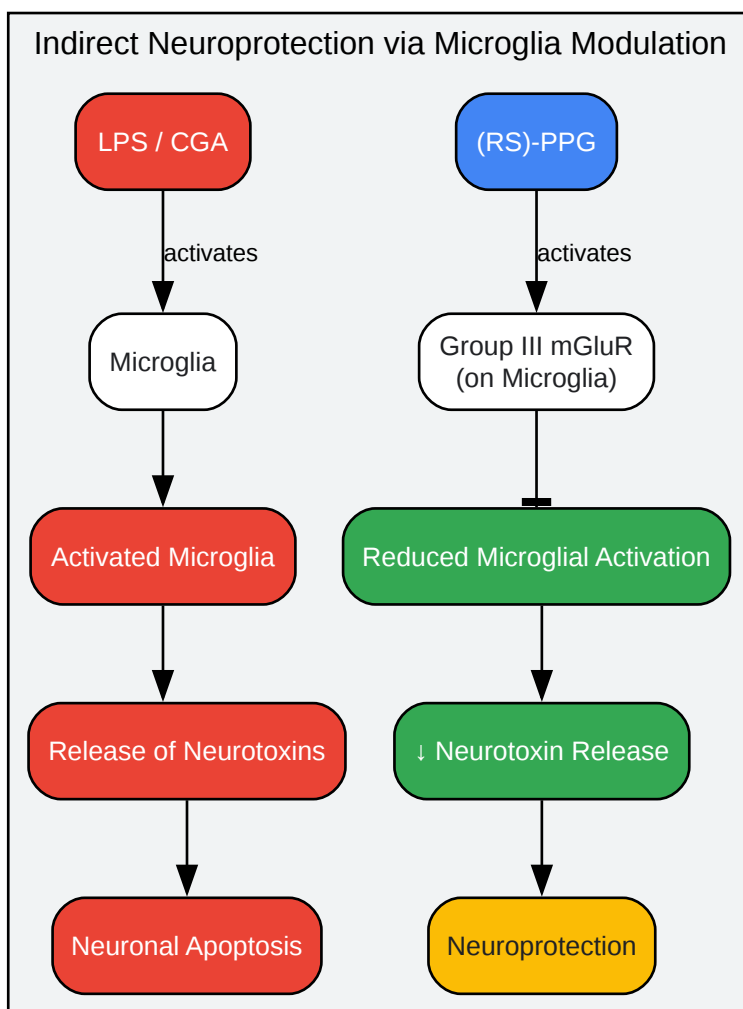 Indirect Neuroprotection via Microglia Modulation
LPS / CGA
(RS)-PPG
activates
activates
Microglia
Group III mGluR
(on Microglia)
Activated Microglia
Reduced Microglial Activation
Release of Neurotoxins
↓ Neurotoxin Release
Neuronal Apoptosis
Neuroprotection